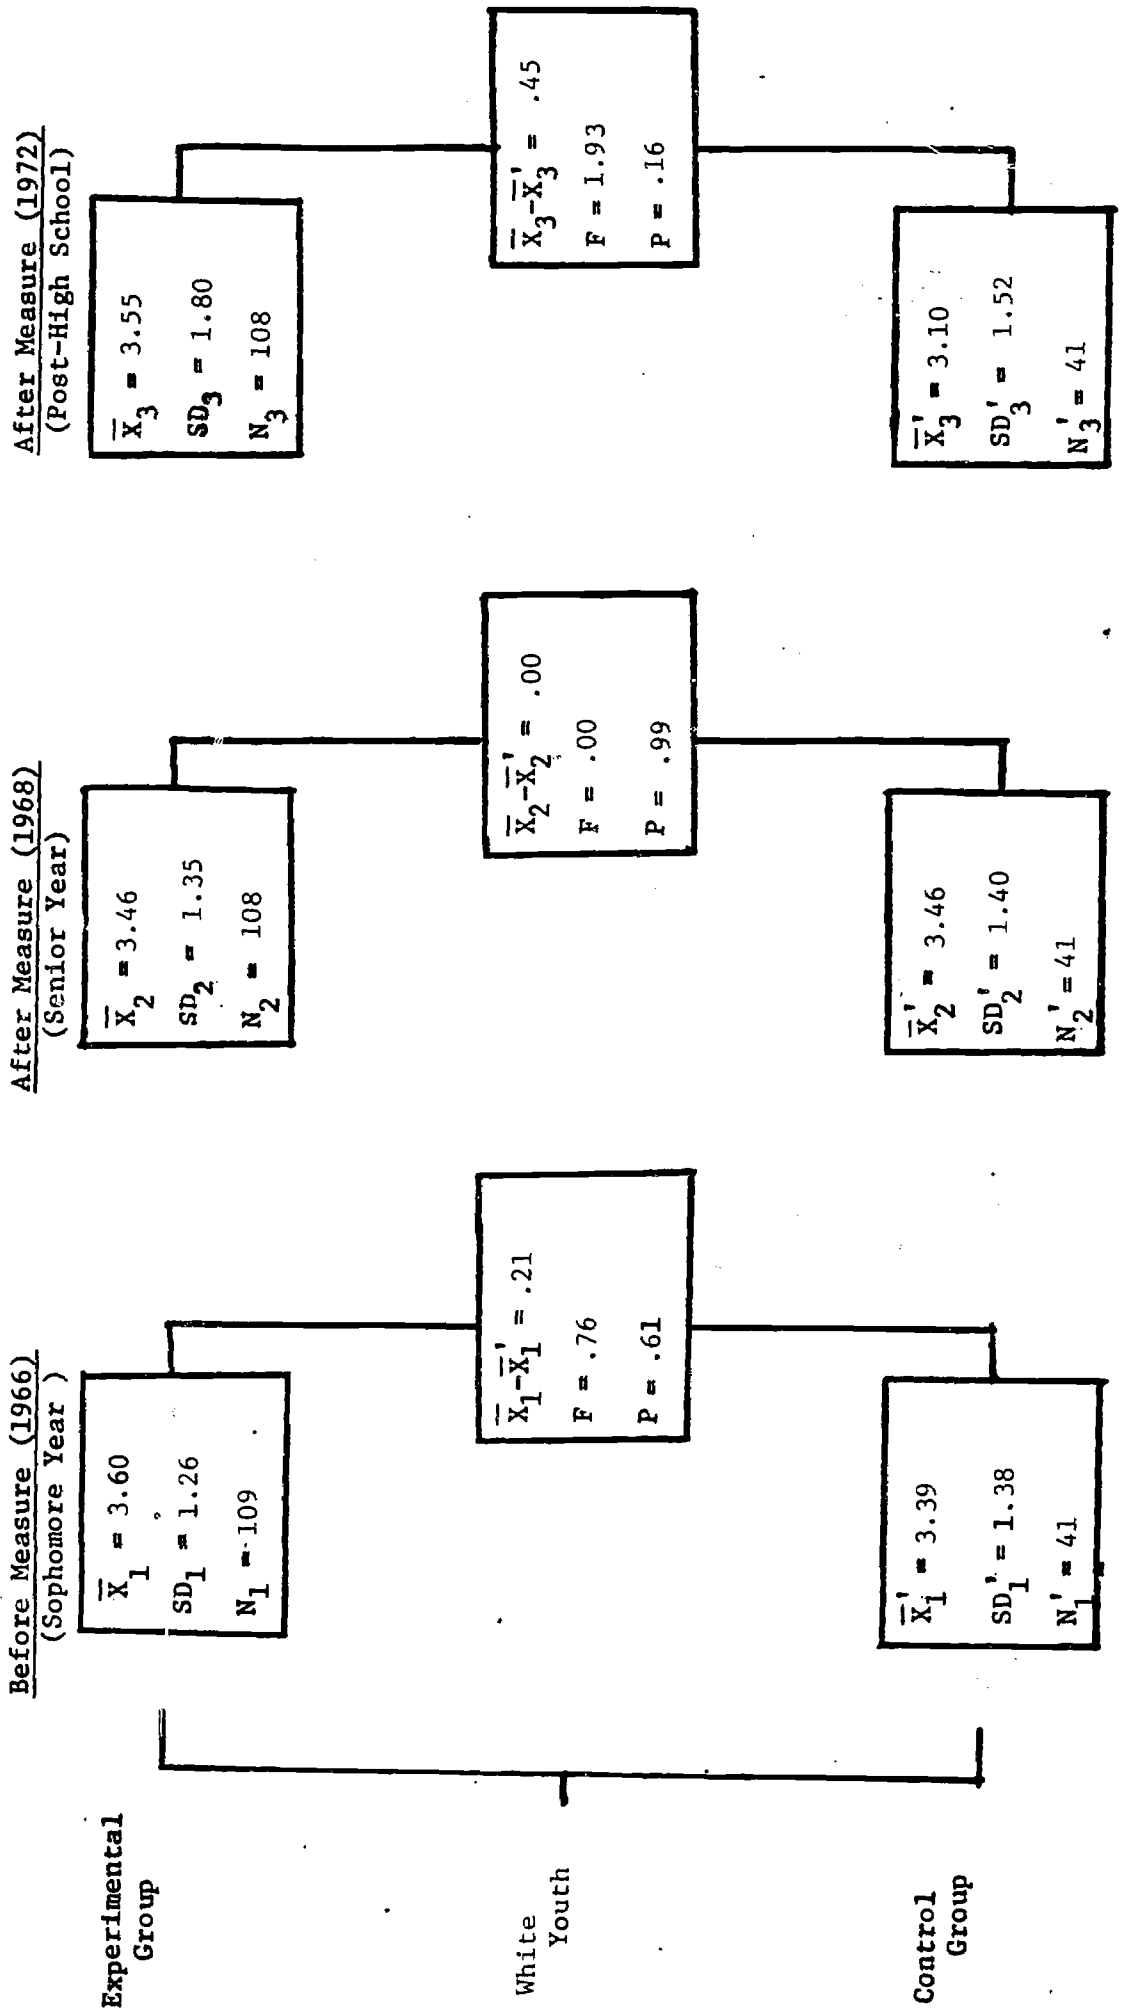 Before Measure (1966)
(Sophomore Year )
After Measure (1968)
(Senior Year)
After Measure (1972)
(Post-High School)
Experimental
Group
X̅₁ = 3.60
SD₁ = 1.26
N₁ = 109
X̅₂ = 3.46
SD₂ = 1.35
N₂ = 108
X̅₃ = 3.55
SD₃ = 1.80
N₃ = 108
White
Youth
X̅₁-X̅₁' = .21
F = .76
P = .61
X̅₂-X̅₂' = .00
F = .00
P = .99
X̅₃-X̅₃' = .45
F = 1.93
P = .16
Control
Group
X̅₁' = 3.39
SD₁' = 1.38
N₁' = 41
X̅₂' = 3.46
SD₂' = 1.40
N₂' = 41
X̅₃' = 3.10
SD₃' = 1.52
N₃' = 41